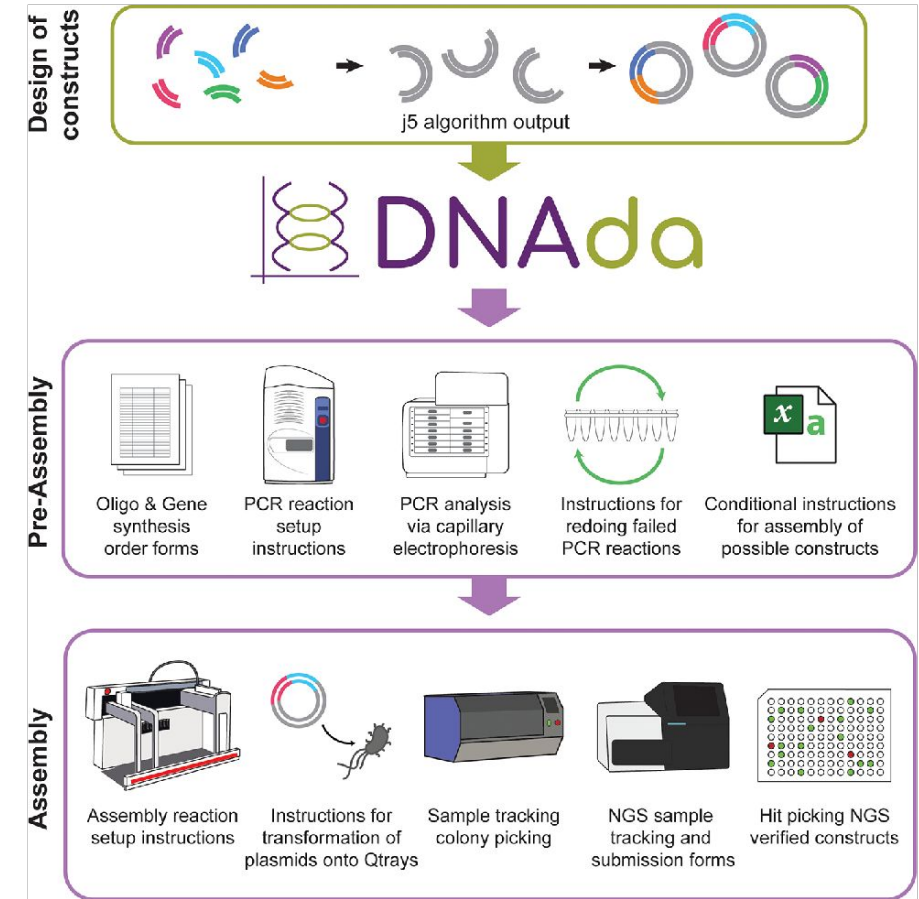 Design of
constructs
j5 algorithm output
DNAda
Pre-Assembly
Oligo & Gene
synthesis
order forms
PCR reaction
setup
instructions
PCR analysis
via capillary
electrophoresis
Instructions for
redoing failed
PCR reactions
x
a
Conditional instructions
for assembly of
possible constructs
Assembly
Assembly reaction
setup instructions
Instructions for
transformation of
plasmids onto Qtrays
Sample tracking
colony picking
NGS sample
tracking and
submission forms
Hit picking NGS
verified constructs